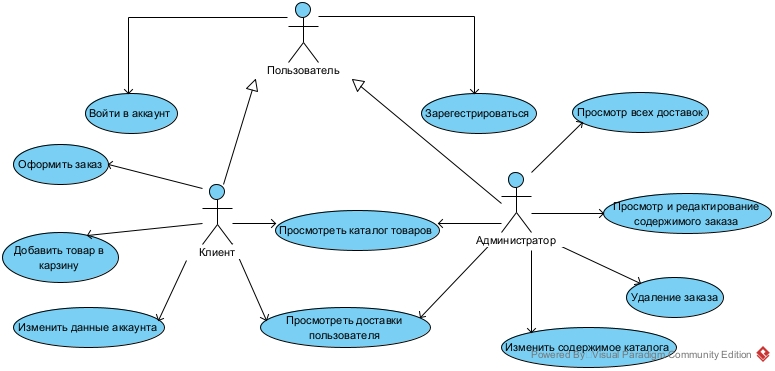 Пользователь
Войти в аккаунт
Зарегестрироваться
Просмотр всех доставок
Оформить заказ
Просмотр и редактирование
содержимого заказа
Просмотреть каталог товаров
Администратор
Клиент
Добавить товар в
карзину
Удаление заказа
Изменить данные аккаунта
Просмотреть доставки
пользователя
Изменить содержимое каталога
Powered By: Visual Paradigm Community Edition